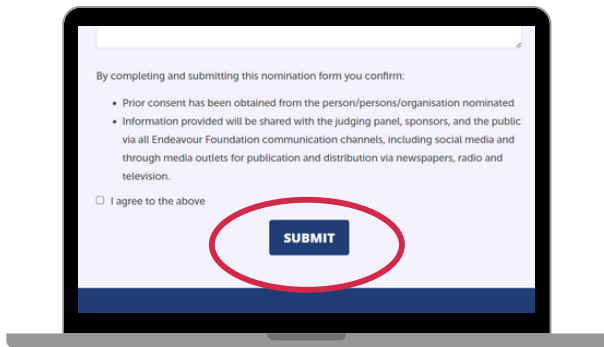 By completing and submitting this nomination form you confirm:
• Prior consent has been obtained from the person/persons/organisation nominated
• Information provided will be shared with the judging panel, sponsors, and the public
via all Endeavour Foundation communication channels, including social media and
through media outlets for publication and distribution via newspapers, radio and
television.
I agree to the above
SUBMIT